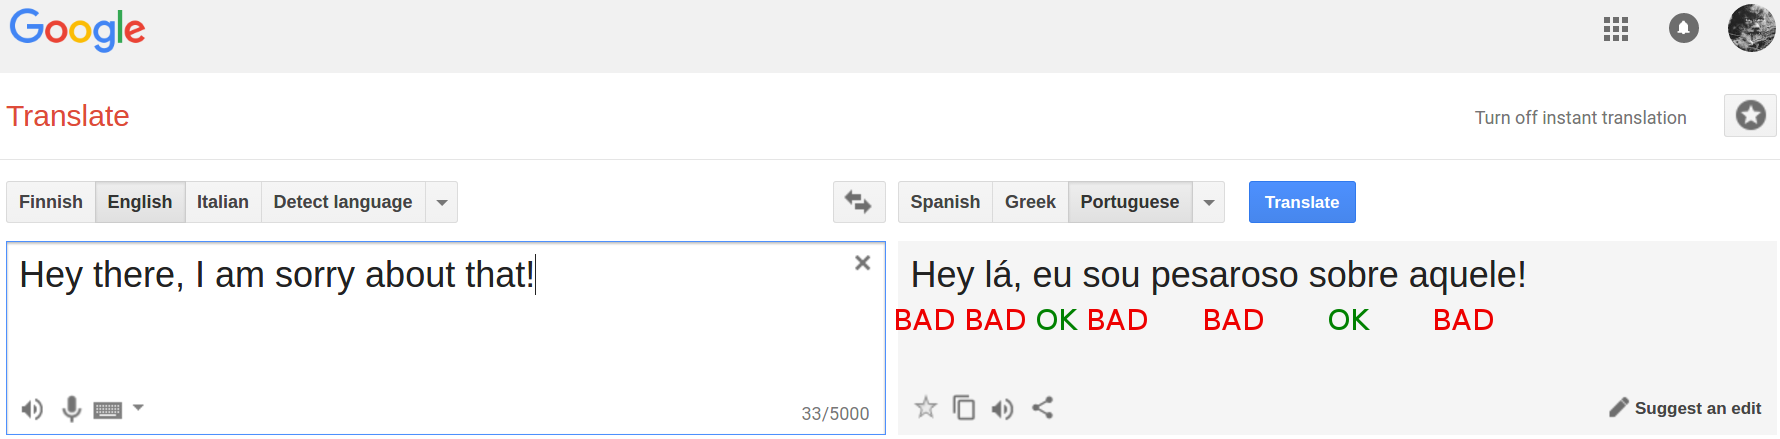 Google
Translate
Turn off instant translation
Finnish English Italian Detect language
Spanish Greek Portuguese Translate
Hey there, I am sorry about that!
33/5000
Hey lá, eu sou pesaroso sobre aquele!
BAD BAD OK BAD BAD OK BAD
Suggest an edit